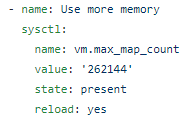 - name: Use more memory
  sysctl:
    name: vm.max_map_count
    value: '262144'
    state: present
    reload: yes